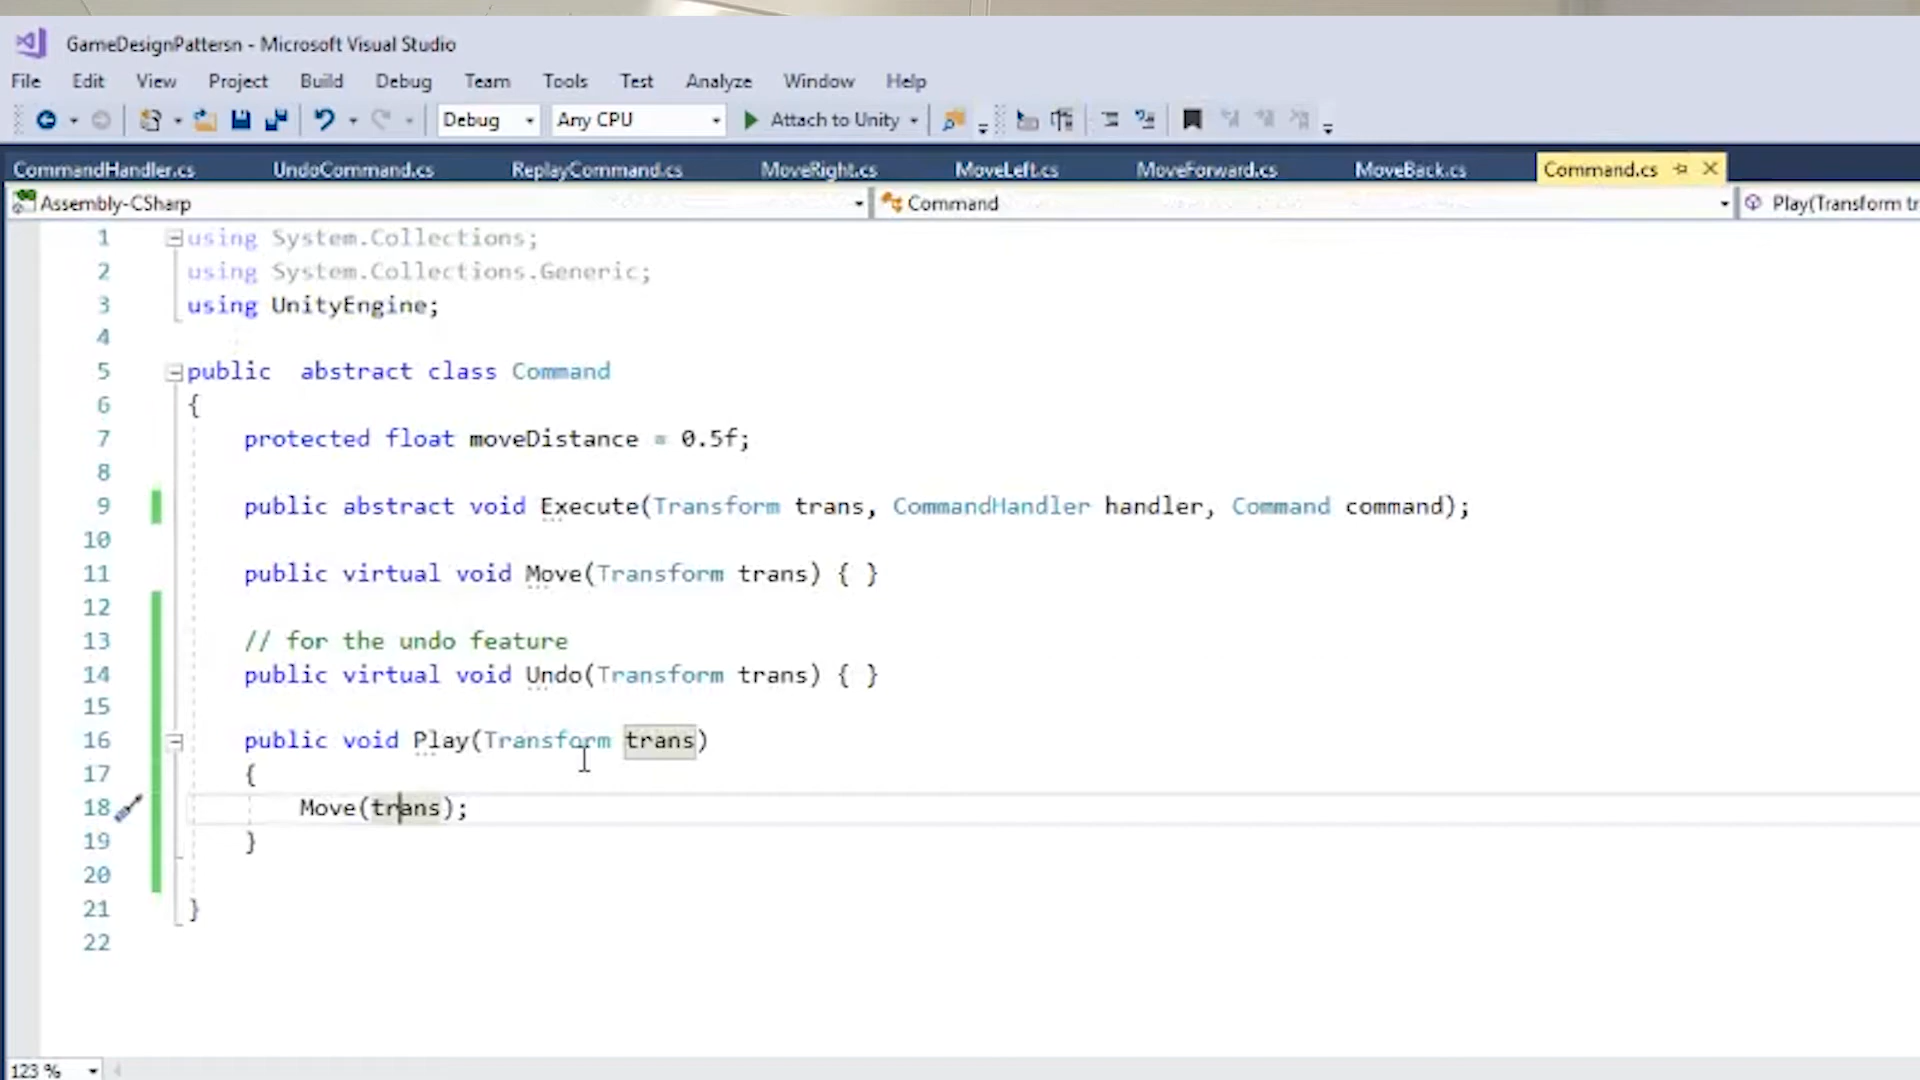 GameDesignPattersn - Microsoft Visual Studio
File Edit View Project Build Debug Team Tools Test Analyze Window Help
Debug Any CPU Attach to Unity
CommandHandler.cs UndoCommand.cs ReplayCommand.cs MoveRight.cs MoveLeft.cs MoveForward.cs MoveBack.cs Command.cs
Assembly-CSharp Command Play(Transform tr
1 using System.Collections;
2 using System.Collections.Generic;
3 using UnityEngine;
4
5 public  abstract class Command
6 {
7 protected float moveDistance = 0.5f;
8
9 public abstract void Execute(Transform trans, CommandHandler handler, Command command);
10
11 public virtual void Move(Transform trans) { }
12
13 // for the undo feature
14 public virtual void Undo(Transform trans) { }
15
16 public void Play(Transform trans)
17 {
18 Move(trans);
19 }
20
21 }
22
123 %